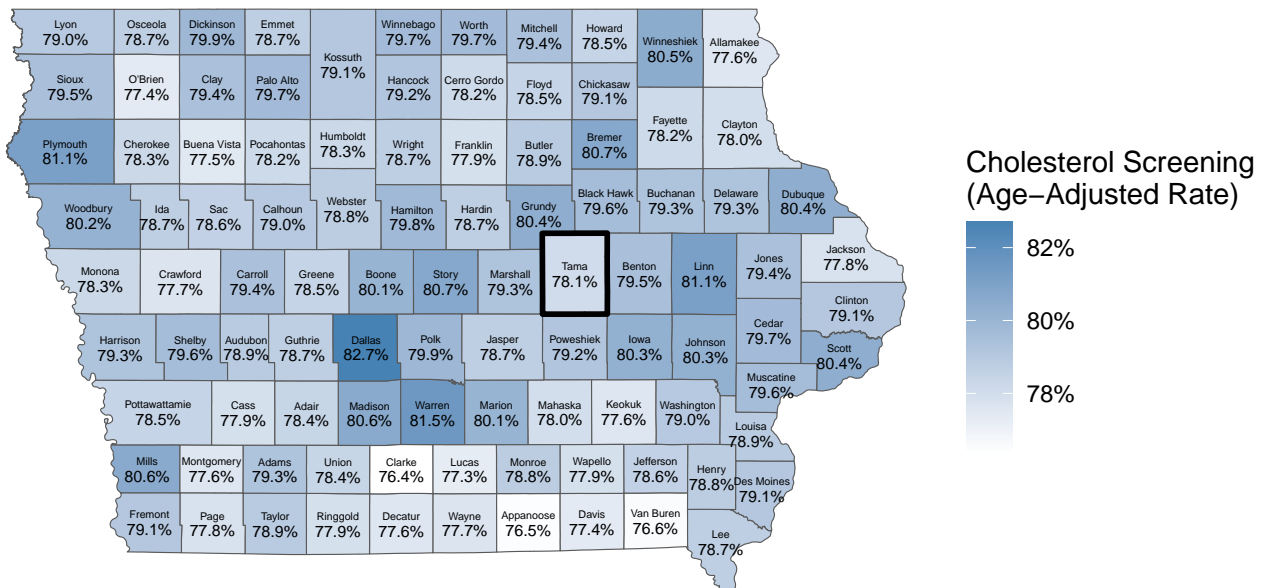 Lyon
79.0%
Osceola
78.7%
Dickinson
79.9%
Emmet
78.7%
Kossuth
79.1%
Winnebago
79.7%
Worth
79.7%
Mitchell
79.4%
Howard
78.5%
Winneshiek
80.5%
Allamakee
77.6%
Sioux
79.5%
O'Brien
77.4%
Clay
79.4%
Palo Alto
79.7%
Hancock
79.2%
Cerro Gordo
78.2%
Floyd
78.5%
Chickasaw
79.1%
Fayette
78.2%
Clayton
78.0%
Plymouth
81.1%
Cherokee
78.3%
Buena Vista
77.5%
Pocahontas
78.2%
Humboldt
78.3%
Wright
78.7%
Franklin
77.9%
Butler
78.9%
Bremer
80.7%
Woodbury
80.2%
Ida
78.7%
Sac
78.6%
Calhoun
79.0%
Webster
78.8%
Hamilton
79.8%
Hardin
78.7%
Grundy
80.4%
Black Hawk
79.6%
Buchanan
79.3%
Delaware
79.3%
Dubuque
80.4%
Monona
78.3%
Crawford
77.7%
Carroll
79.4%
Greene
78.5%
Boone
80.1%
Story
80.7%
Marshall
79.3%
Tama
78.1%
Benton
79.5%
Linn
81.1%
Jones
79.4%
Jackson
77.8%
Clinton
79.1%
Harrison
79.3%
Shelby
79.6%
Audubon
78.9%
Guthrie
78.7%
Dallas
82.7%
Polk
79.9%
Jasper
78.7%
Poweshiek
79.2%
Iowa
80.3%
Johnson
80.3%
Cedar
79.7%
Scott
80.4%
Muscatine
79.6%
Pottawattamie
78.5%
Cass
77.9%
Adair
78.4%
Madison
80.6%
Warren
81.5%
Marion
80.1%
Mahaska
78.0%
Keokuk
77.6%
Washington
79.0%
Louisa
78.9%
Mills
80.6%
Montgomery
77.6%
Adams
79.3%
Union
78.4%
Clarke
76.4%
Lucas
77.3%
Monroe
78.8%
Wapello
77.9%
Jefferson
78.6%
Henry
78.8%
Des Moines
79.1%
Fremont
79.1%
Page
77.8%
Taylor
78.9%
Ringgold
77.9%
Decatur
77.6%
Wayne
77.7%
Appanoose
76.5%
Davis
77.4%
Van Buren
76.6%
Lee
78.7%
Cholesterol Screening
(Age−Adjusted Rate)
82%
80%
78%